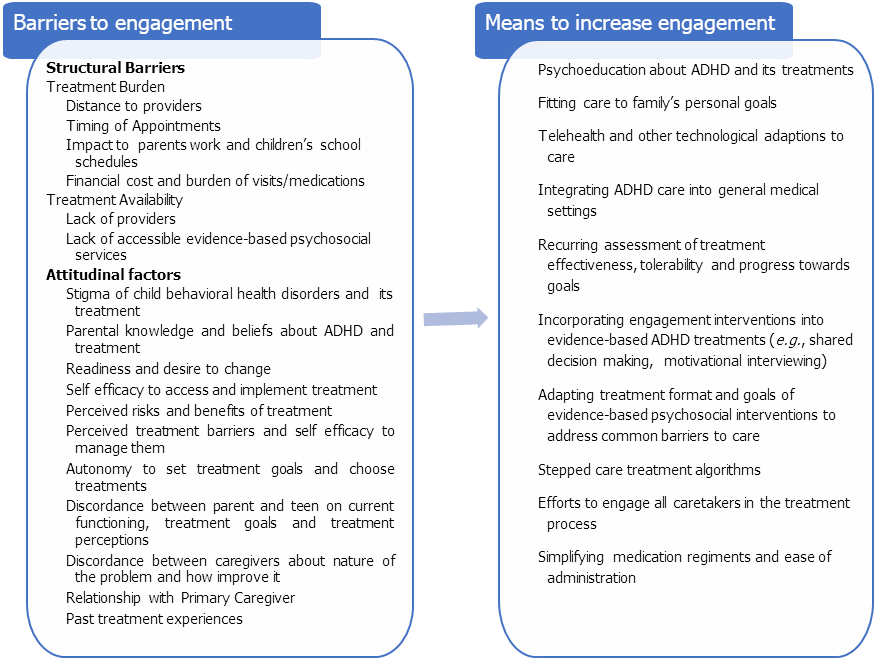 Barriers to engagement
Structural Barriers
Treatment Burden
Distance to providers
Timing of Appointments
Impact to parents work and children's school
schedules
Financial cost and burden of visits/medications
Treatment Availability
Lack of providers
Lack of accessible evidence-based psychosocial
services
Attitudinal factors
Stigma of child behavioral health disorders and its
treatment
Parental knowledge and beliefs about ADHD and
treatment
Readiness and desire to change
Self efficacy to access and implement treatment
Perceived risks and benefits of treatment
Perceived treatment barriers and self efficacy to
manage them
Autonomy to set treatment goals and choose
treatments
Discordance between parent and teen on current
functioning, treatment goals and treatment
perceptions
Discordance between caregivers about nature of
the problem and how improve it
Relationship with Primary Caregiver
Past treatment experiences
Means to increase engagement
Psychoeducation about ADHD and its treatments
Fitting care to family's personal goals
Telehealth and other technological adaptions to
care
Integrating ADHD care into general medical
settings
Recurring assessment of treatment
effectiveness, tolerability and progress towards
goals
Incorporating engagement interventions into
evidence-based ADHD treatments (e.g., shared
decision making, motivational interviewing)
Adapting treatment format and goals of
evidence-based psychosocial interventions to
address common barriers to care
Stepped care treatment algorithms
Efforts to engage all caretakers in the treatment
process
Simplifying medication regiments and ease of
administration